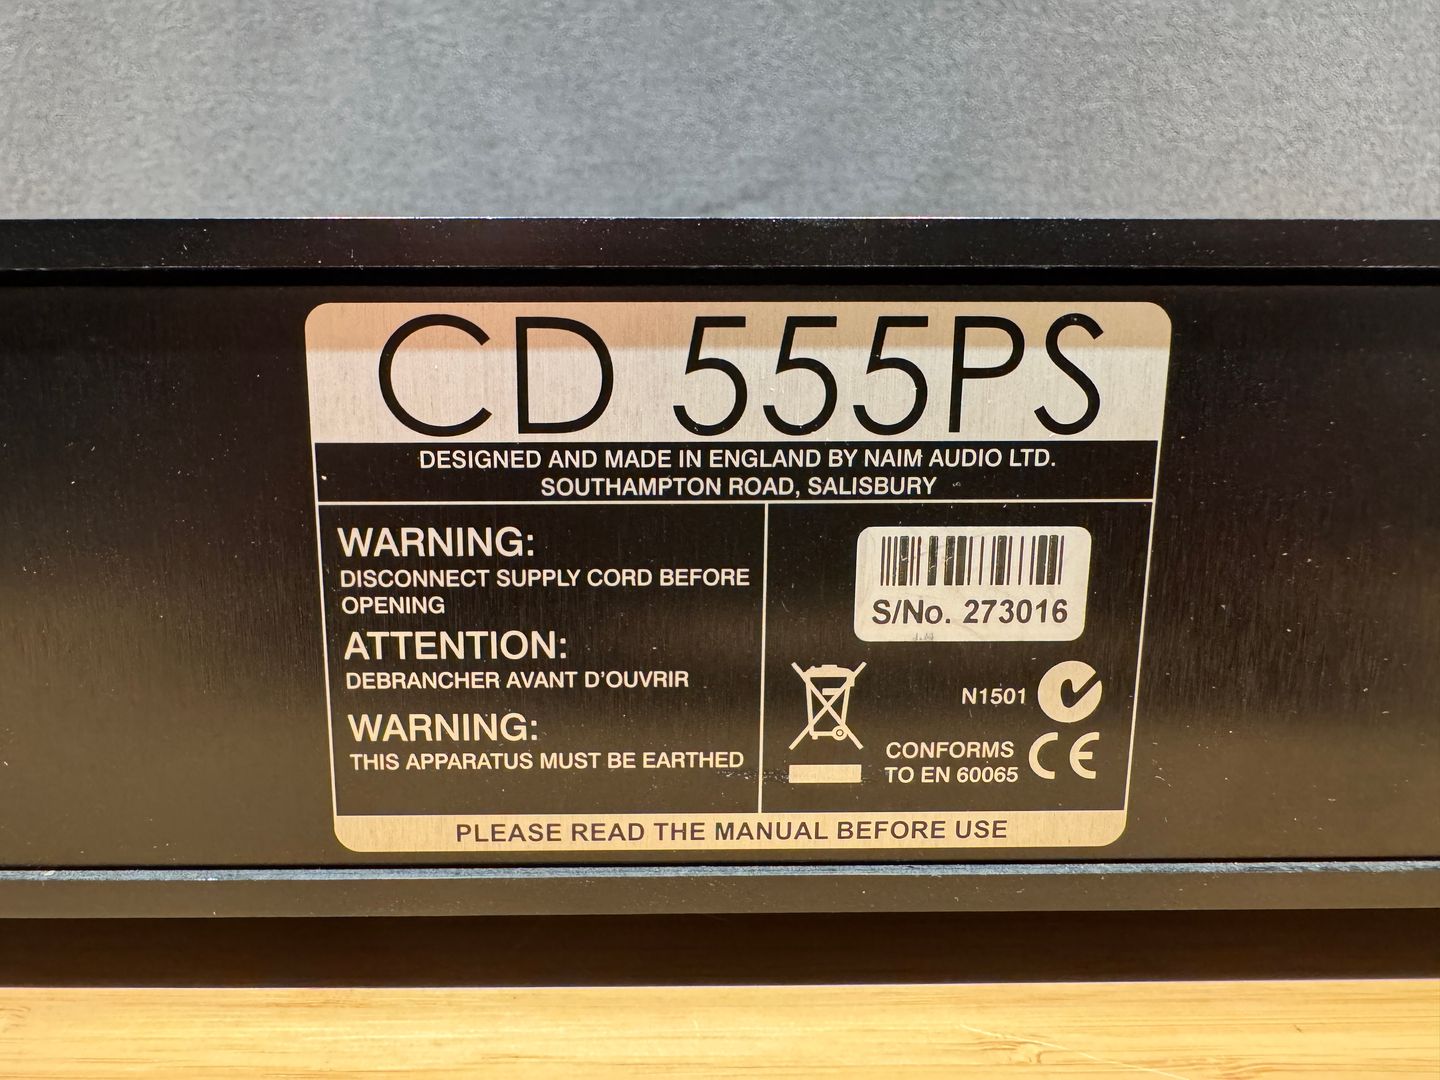 CD 555PS
DESIGNED AND MADE IN ENGLAND BY NAIM AUDIO LTD.
SOUTHAMPTON ROAD, SALISBURY
WARNING:
DISCONNECT SUPPLY CORD BEFORE
OPENING
ATTENTION:
DEBRANCHER AVANT D'OUVRIR
WARNING:
THIS APPARATUS MUST BE EARTHED
S/No. 273016
N1501
CONFORMS
TO EN 60065
CE
PLEASE READ THE MANUAL BEFORE USE